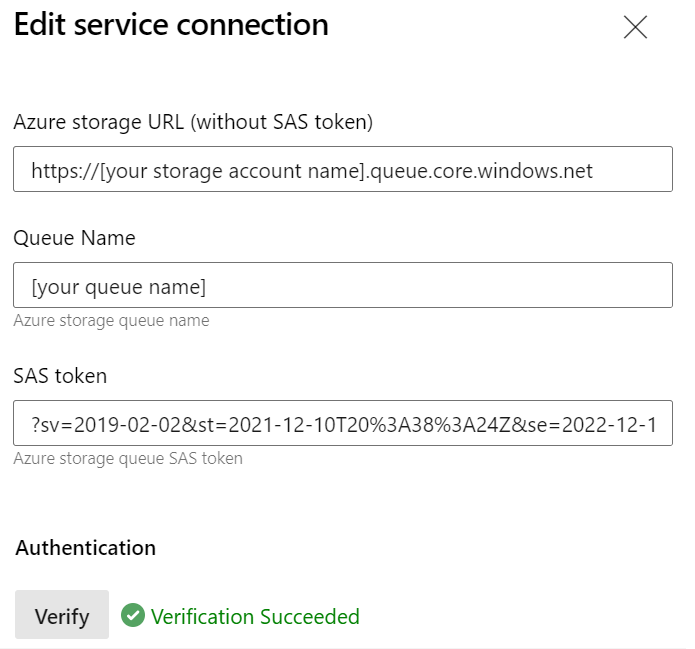 Edit service connection
Azure storage URL (without SAS token)
https://[your storage account name].queue.core.windows.net
Queue Name
[your queue name]
Azure storage queue name
SAS token
?sv=2019-02-02&st=2021-12-10T20%3A38%3A24Z&se=2022-12-1
Azure storage queue SAS token
Authentication
Verify Verification Succeeded